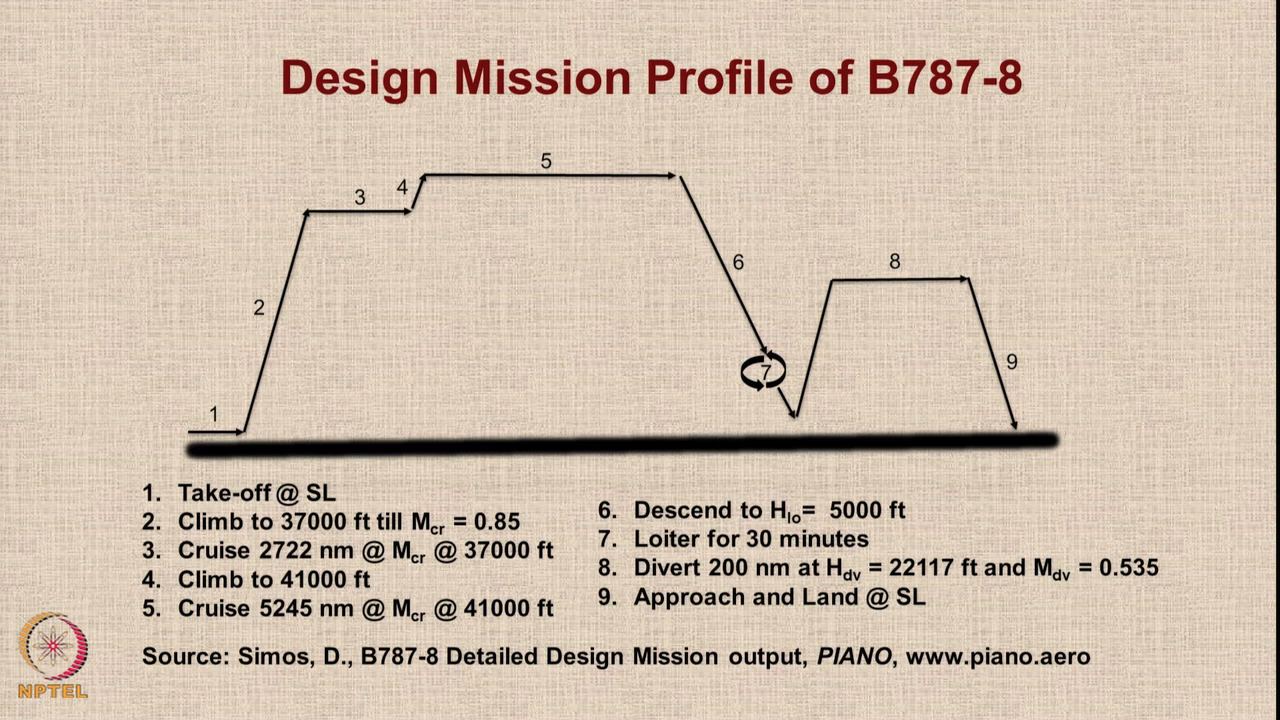 Design Mission Profile of B787-8
5
4
3
6
8
2
7
9
1
1. Take-off @ SL
2. Climb to 37000 ft till Mcr = 0.85
3. Cruise 2722 nm @ Mcr @ 37000 ft
4. Climb to 41000 ft
5. Cruise 5245 nm @ Mcr @ 41000 ft
6. Descend to Hlo= 5000 ft
7. Loiter for 30 minutes
8. Divert 200 nm at Hdv = 22117 ft and Mdv = 0.535
9. Approach and Land @ SL
Source: Simos, D., B787-8 Detailed Design Mission output, PIANO, www.piano.aero
NPTEL